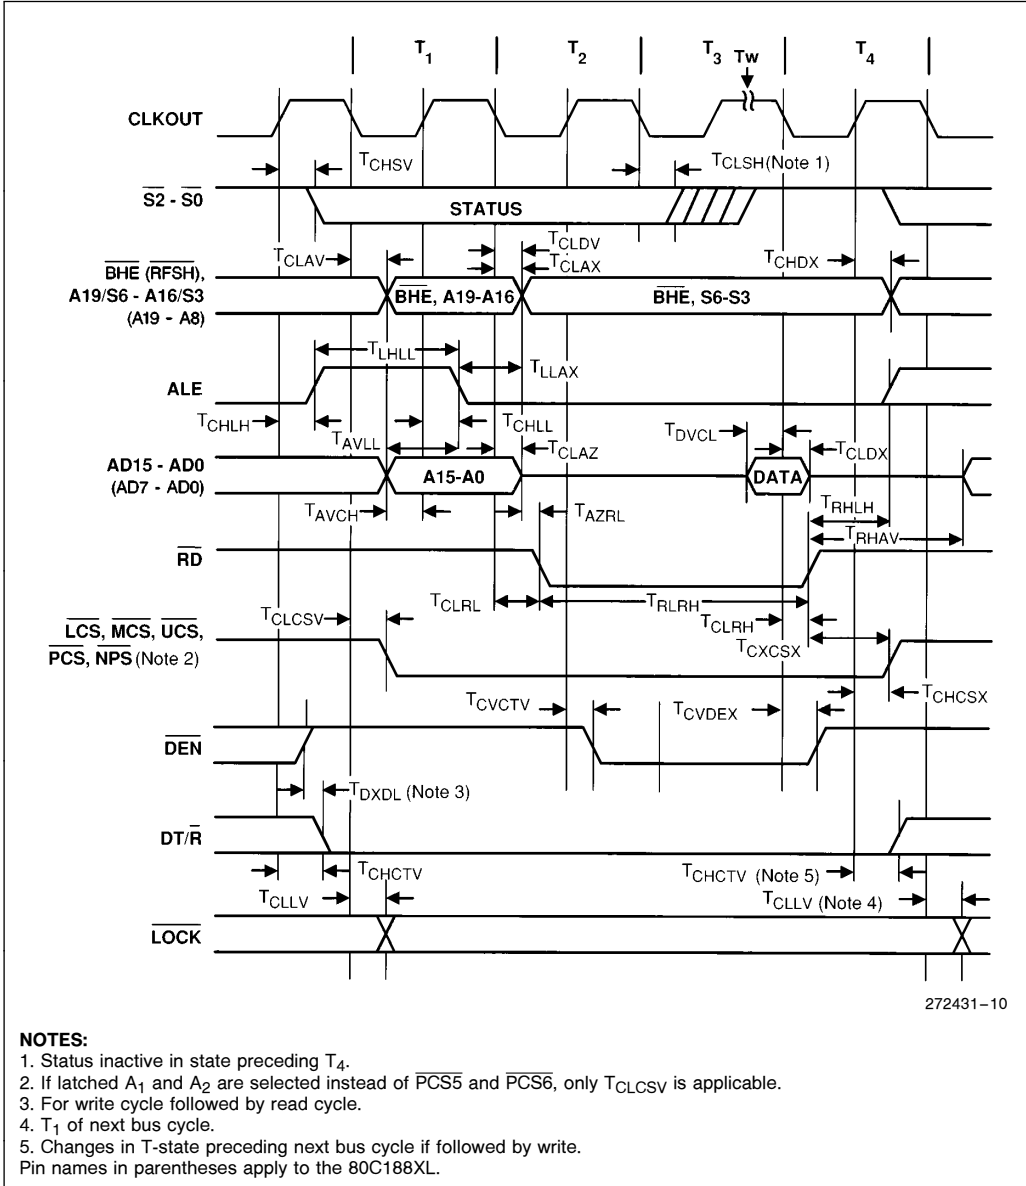 T1 T2 T3 TW T4
CLKOUT
TCHSV TCLSH (Note 1)
S2 - S0 STATUS
TCLDV
TCLAV TCLAX TCHDX
BHE (RFSH),
A19/S6 - A16/S3 BHE, A19-A16 BHE, S6-S3
(A19 - A8)
TLHLL
TLLAX
ALE
TCHLH TCHLL
TAVLL TDVCL
TCLAZ TCLDX
AD15 - AD0
(AD7 - AD0) A15-A0 DATA
TRHLH
TAVCH TAZRL
TRHAV
RD
TCLRL TRLRH
TCLCSV TCLRH
LCS, MCS, UCS,
TCXCSX
PCS, NPS (Note 2)
TCHCSX
TCVCTV TCVDEX
DEN
TDXDL (Note 3)
DT/R
TCHCTV TCHCTV (Note 5)
TCLLV TCLLV (Note 4)
LOCK
272431-10
NOTES:
1. Status inactive in state preceding T4.
2. If latched A1 and A2 are selected instead of PCS5 and PCS6, only TCLCSV is applicable.
3. For write cycle followed by read cycle.
4. T1 of next bus cycle.
5. Changes in T-state preceding next bus cycle if followed by write.
Pin names in parentheses apply to the 80C188XL.